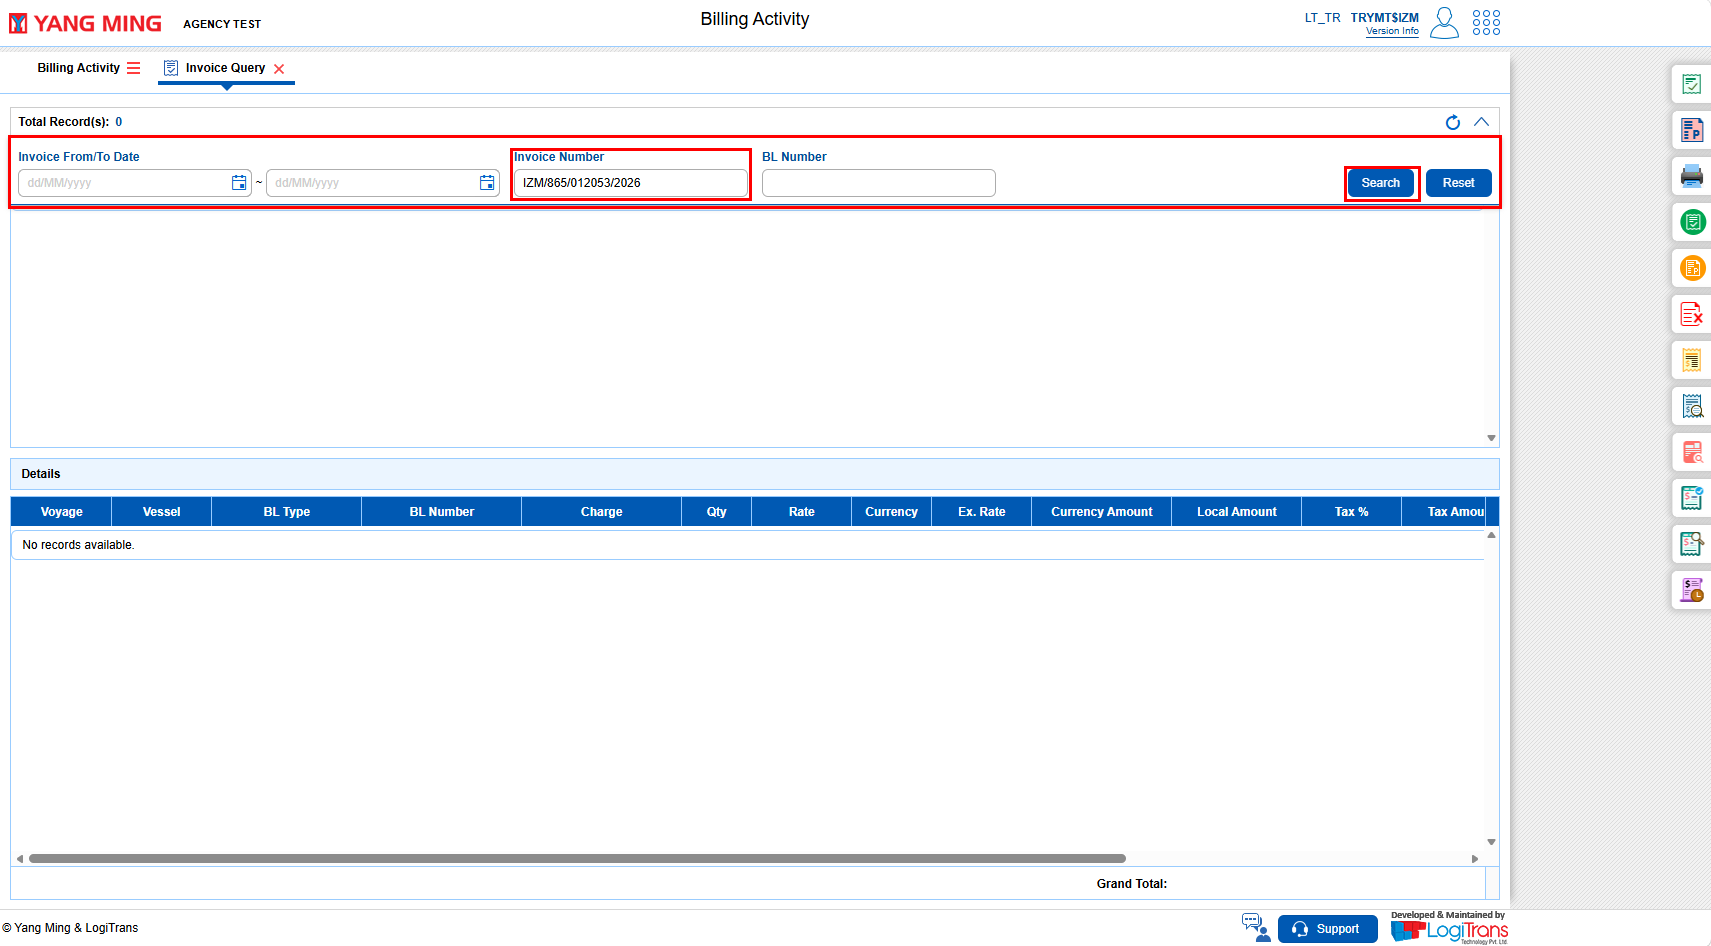 YANG MING
AGENCY TEST
Billing Activity
LT_TR TRYMT$IZM
Version Info
Billing Activity
Invoice Query
Total Record(s): 0
Invoice From/To Date
Invoice Number
BL Number
dd/MM/yyyy ~ dd/MM/yyyy
IZM/865/012053/2026
Search
Reset
Details
Voyage Vessel BL Type BL Number Charge Qty Rate Currency Ex. Rate Currency Amount Local Amount Tax % Tax Amou
No records available.
Grand Total:
© Yang Ming & LogiTrans
Support
Developed & Maintained by
LogiTrans
Technology Pvt. Ltd.